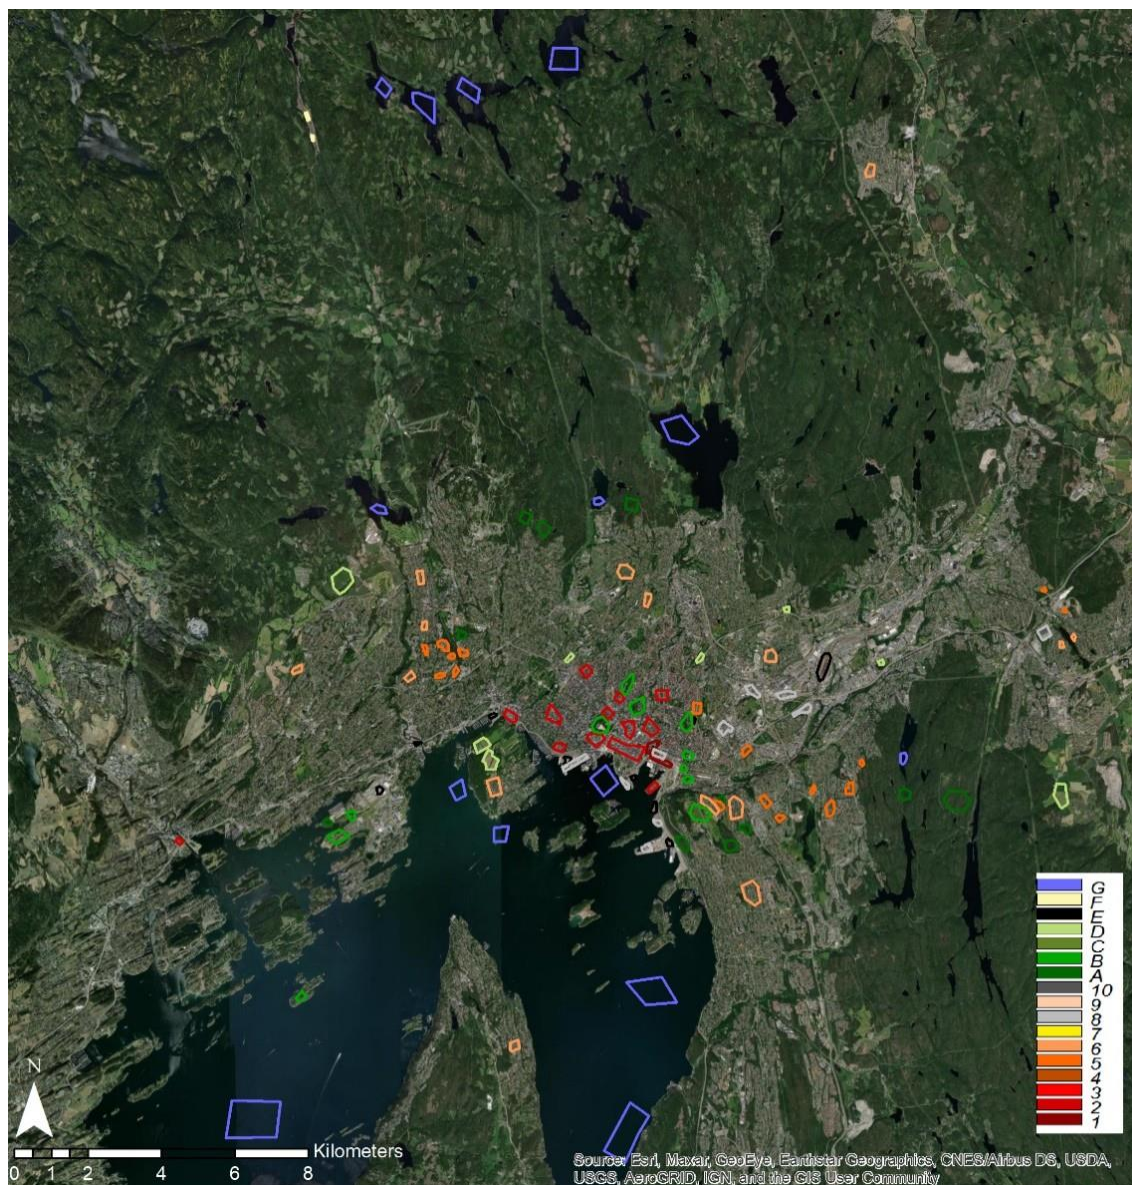 G
F
E
D
C
B
A
10
9
8
7
6
5
4
3
2
1
N
Kilometers
0 1 2 4 6 8
Source: Esri, Maxar, GeoEye, Earthstar Geographics, CNES/Airbus DS, USDA,
USGS, AeroGRID, IGN, and the GIS User Community